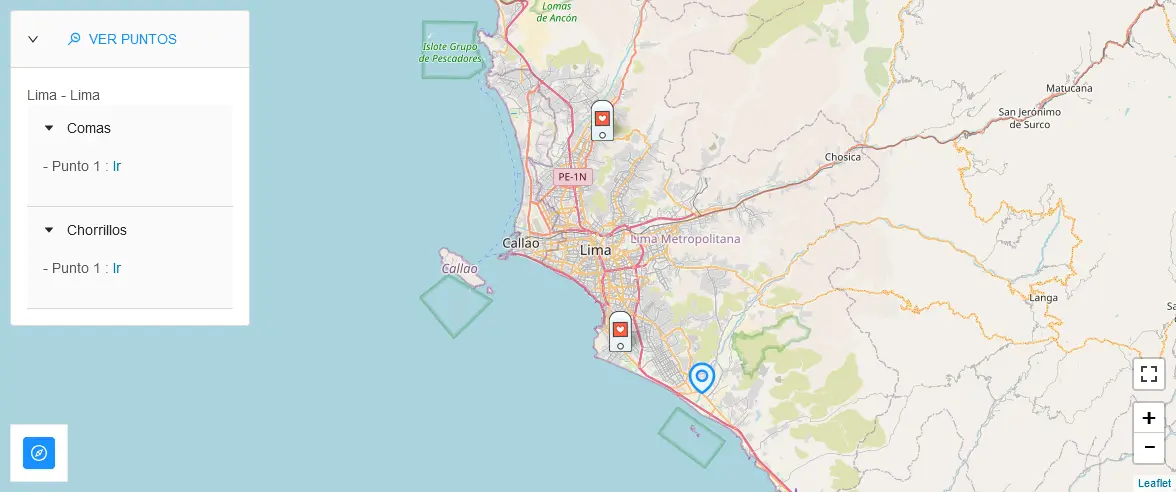 VER PUNTOS
Lima - Lima
Comas
- Punto 1 : Ir
Chorrillos
- Punto 1 : Ir
Lomas
de Ancón
Islote Grupo
de Pescadores
Matucana
San Jerónimo
de Surco
Chosica
PE-1N
Callao
Lima
Lima Metropolitana
Callao
Langa
+
-
Leaflet